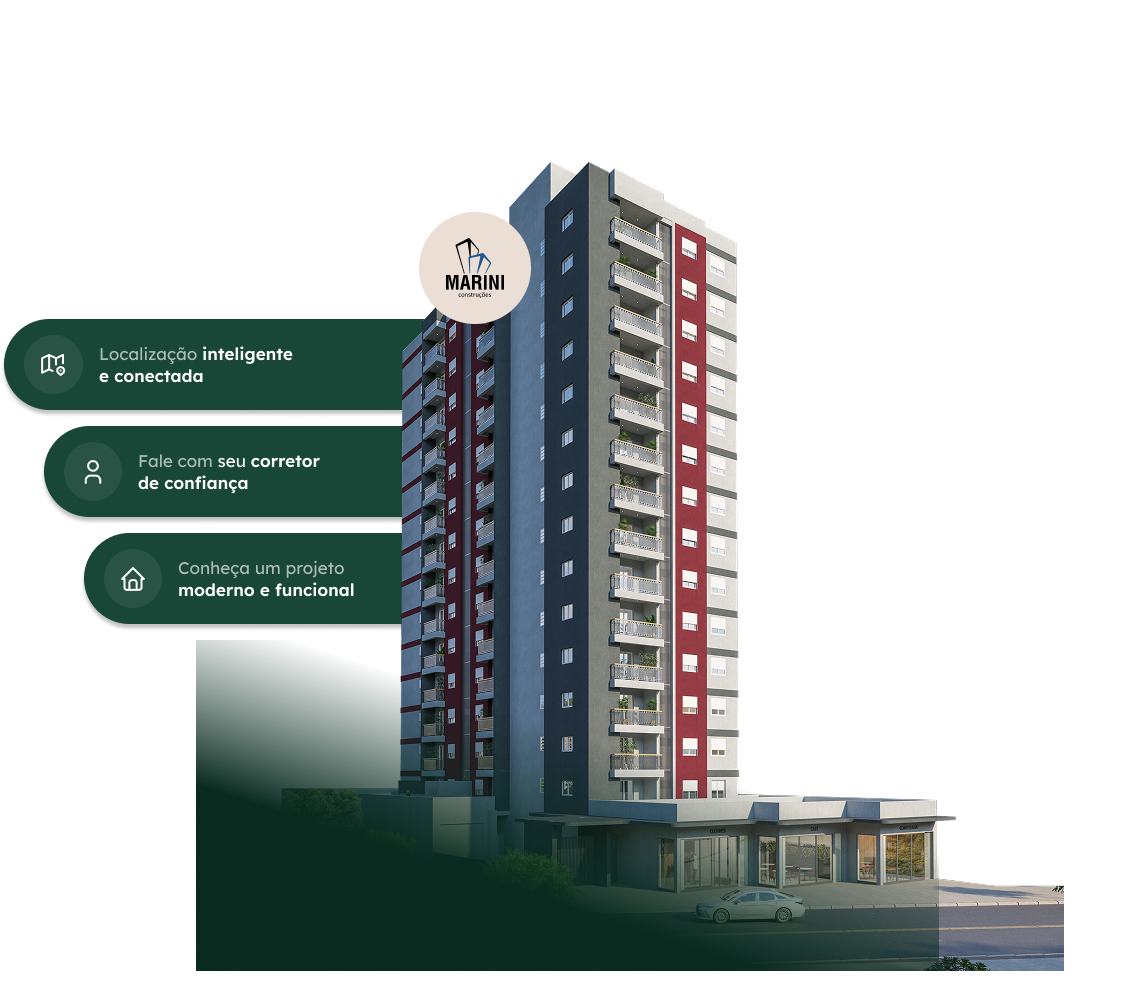 MARINI
construções
Localização inteligente
e conectada
Fale com seu corretor
de confiança
Conheça um projeto
moderno e funcional